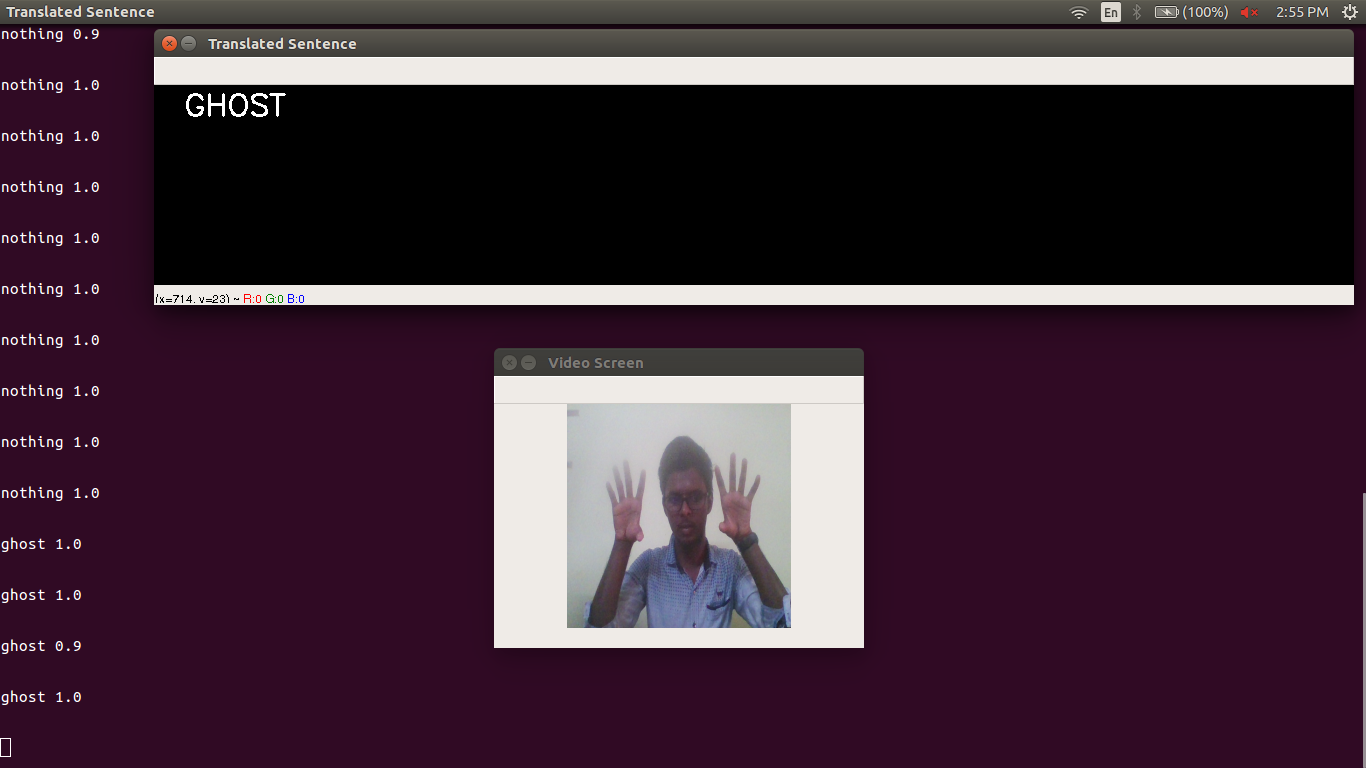 Translated Sentence
En
(100%)
2:55 PM
nothing 0.9
nothing 1.0
nothing 1.0
nothing 1.0
nothing 1.0
nothing 1.0
nothing 1.0
nothing 1.0
nothing 1.0
nothing 1.0
ghost 1.0
ghost 1.0
ghost 0.9
ghost 1.0
Translated Sentence
GHOST
(x=714, y=23) ~ R:0 G:0 B:0
Video Screen